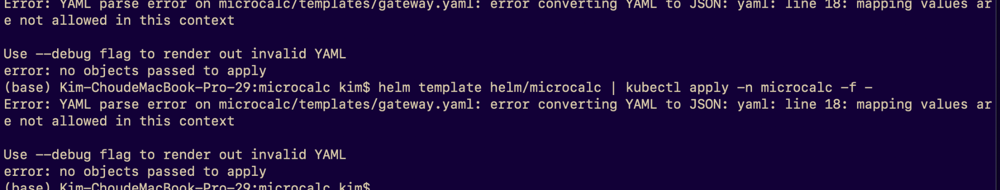 Error: YAML parse error on microcalc/templates/gateway.yaml: error converting YAML to JSON: yaml: line 18: mapping values ar
e not allowed in this context
Use --debug flag to render out invalid YAML
error: no objects passed to apply
(base) Kim-ChoudeMacBook-Pro-29:microcalc kim$ helm template helm/microcalc | kubectl apply -n microcalc -f -
Error: YAML parse error on microcalc/templates/gateway.yaml: error converting YAML to JSON: yaml: line 18: mapping values ar
e not allowed in this context
Use --debug flag to render out invalid YAML
error: no objects passed to apply
(base) Kim-ChoudeMacBook-Pro-29:microcalc kim$